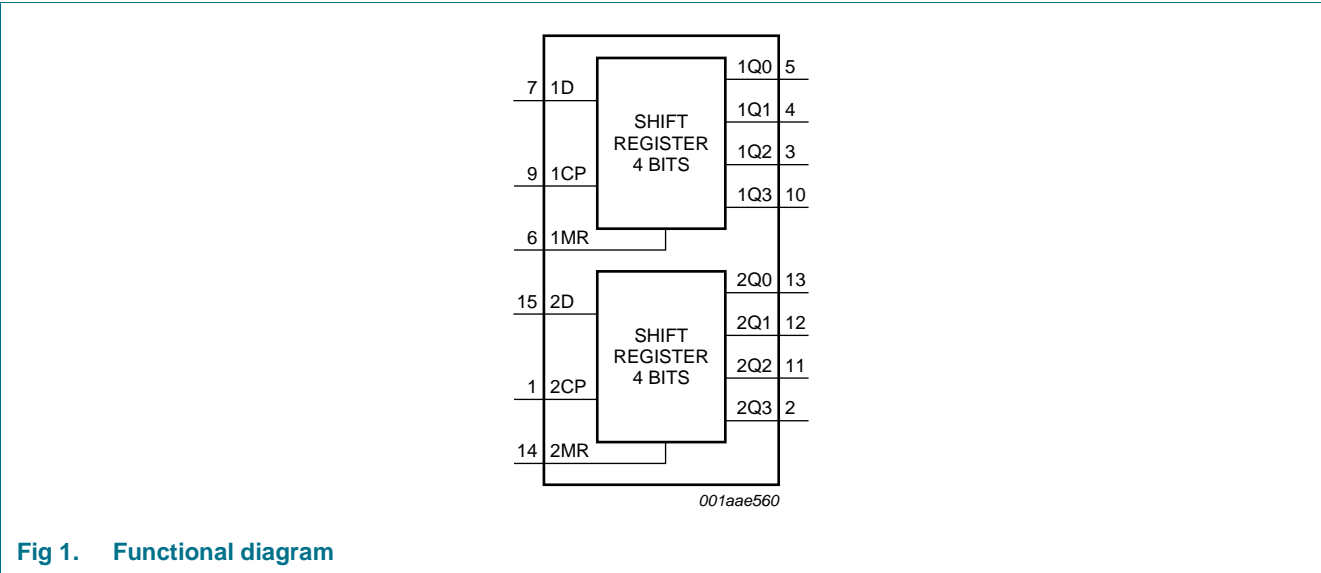 7 1D
9 1CP
6 1MR
SHIFT
REGISTER
4 BITS
1Q0 5
1Q1 4
1Q2 3
1Q3 10
15 2D
1 2CP
14 2MR
SHIFT
REGISTER
4 BITS
2Q0 13
2Q1 12
2Q2 11
2Q3 2
001aae560
Fig 1. Functional diagram